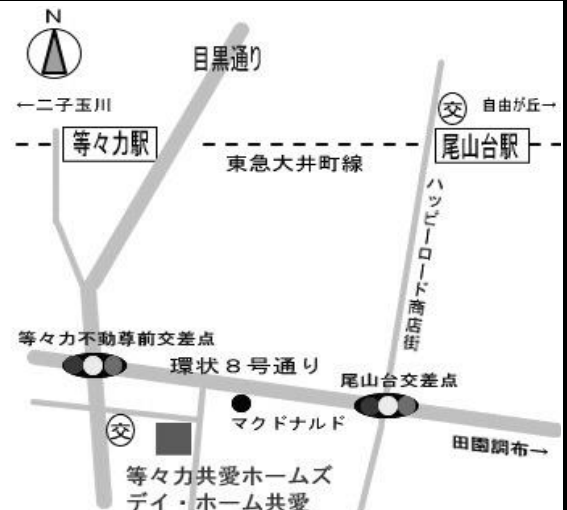 N
目黒通り
←二子玉川
交
自由が丘→
等々力駅
東急大井町線
尾山台駅
ハッピーロード商店街
等々力不動尊前交差点
環状8号通り
尾山台交差点
マクドナルド
交
田園調布→
等々力共愛ホームズ
デイ・ホーム共愛